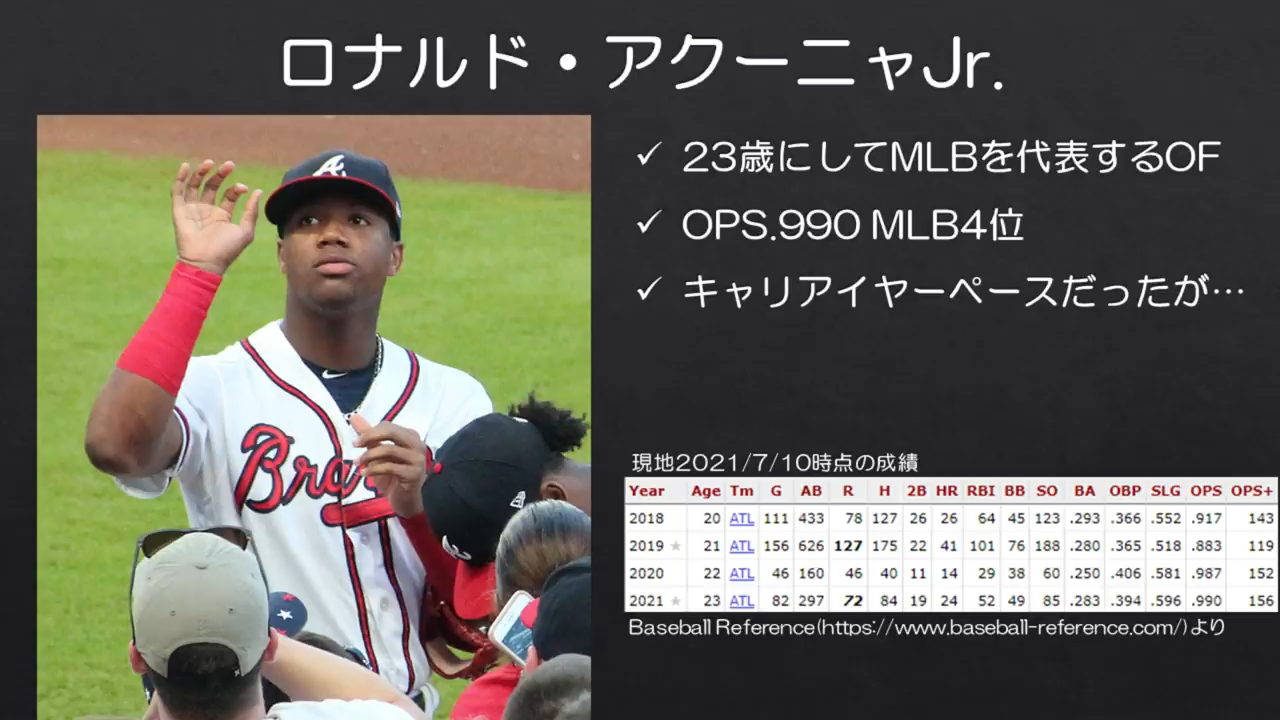 ロナルド・アクーニャJr.
✓ 23歳にしてMLBを代表するOF
✓ OPS.990 MLB4位
✓ キャリアイヤーペースだったが…
A
Bra
現地2021/7/10時点の成績
Year Age Tm G AB R H 2B HR RBI BB SO BA OBP SLG OPS OPS+
2018 20 ATL 111 433 78 127 26 26 64 45 123 .293 .366 .552 .917 143
2019 ★ 21 ATL 156 626 127 175 22 41 101 76 188 .280 .365 .518 .883 119
2020 22 ATL 46 160 46 40 11 14 29 38 60 .250 .406 .581 .987 152
2021 ★ 23 ATL 82 297 72 84 19 24 52 49 85 .283 .394 .596 .990 156
Baseball Reference(https://www.baseball-reference.com/)より